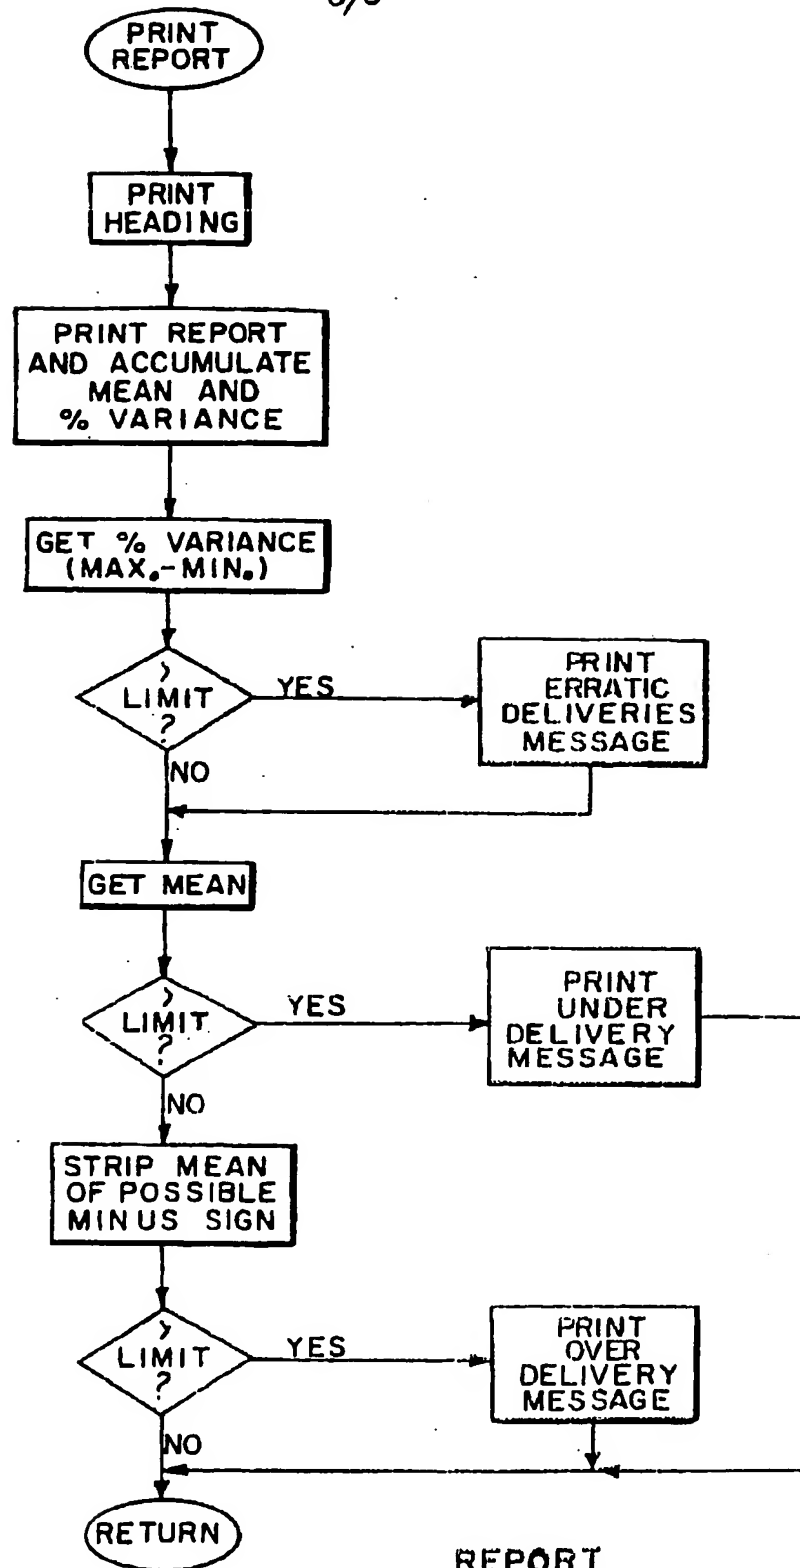 PRINT
REPORT
PRINT
HEADING
PRINT REPORT
AND ACCUMULATE
MEAN AND
% VARIANCE
GET % VARIANCE
(MAX.-MIN.)
>
LIMIT
?
YES
PRINT
ERRATIC
DELIVERIES
MESSAGE
NO
GET MEAN
>
LIMIT
?
YES
PRINT
UNDER
DELIVERY
MESSAGE
NO
STRIP MEAN
OF POSSIBLE
MINUS SIGN
>
LIMIT
?
YES
PRINT
OVER
DELIVERY
MESSAGE
NO
RETURN
REPORT